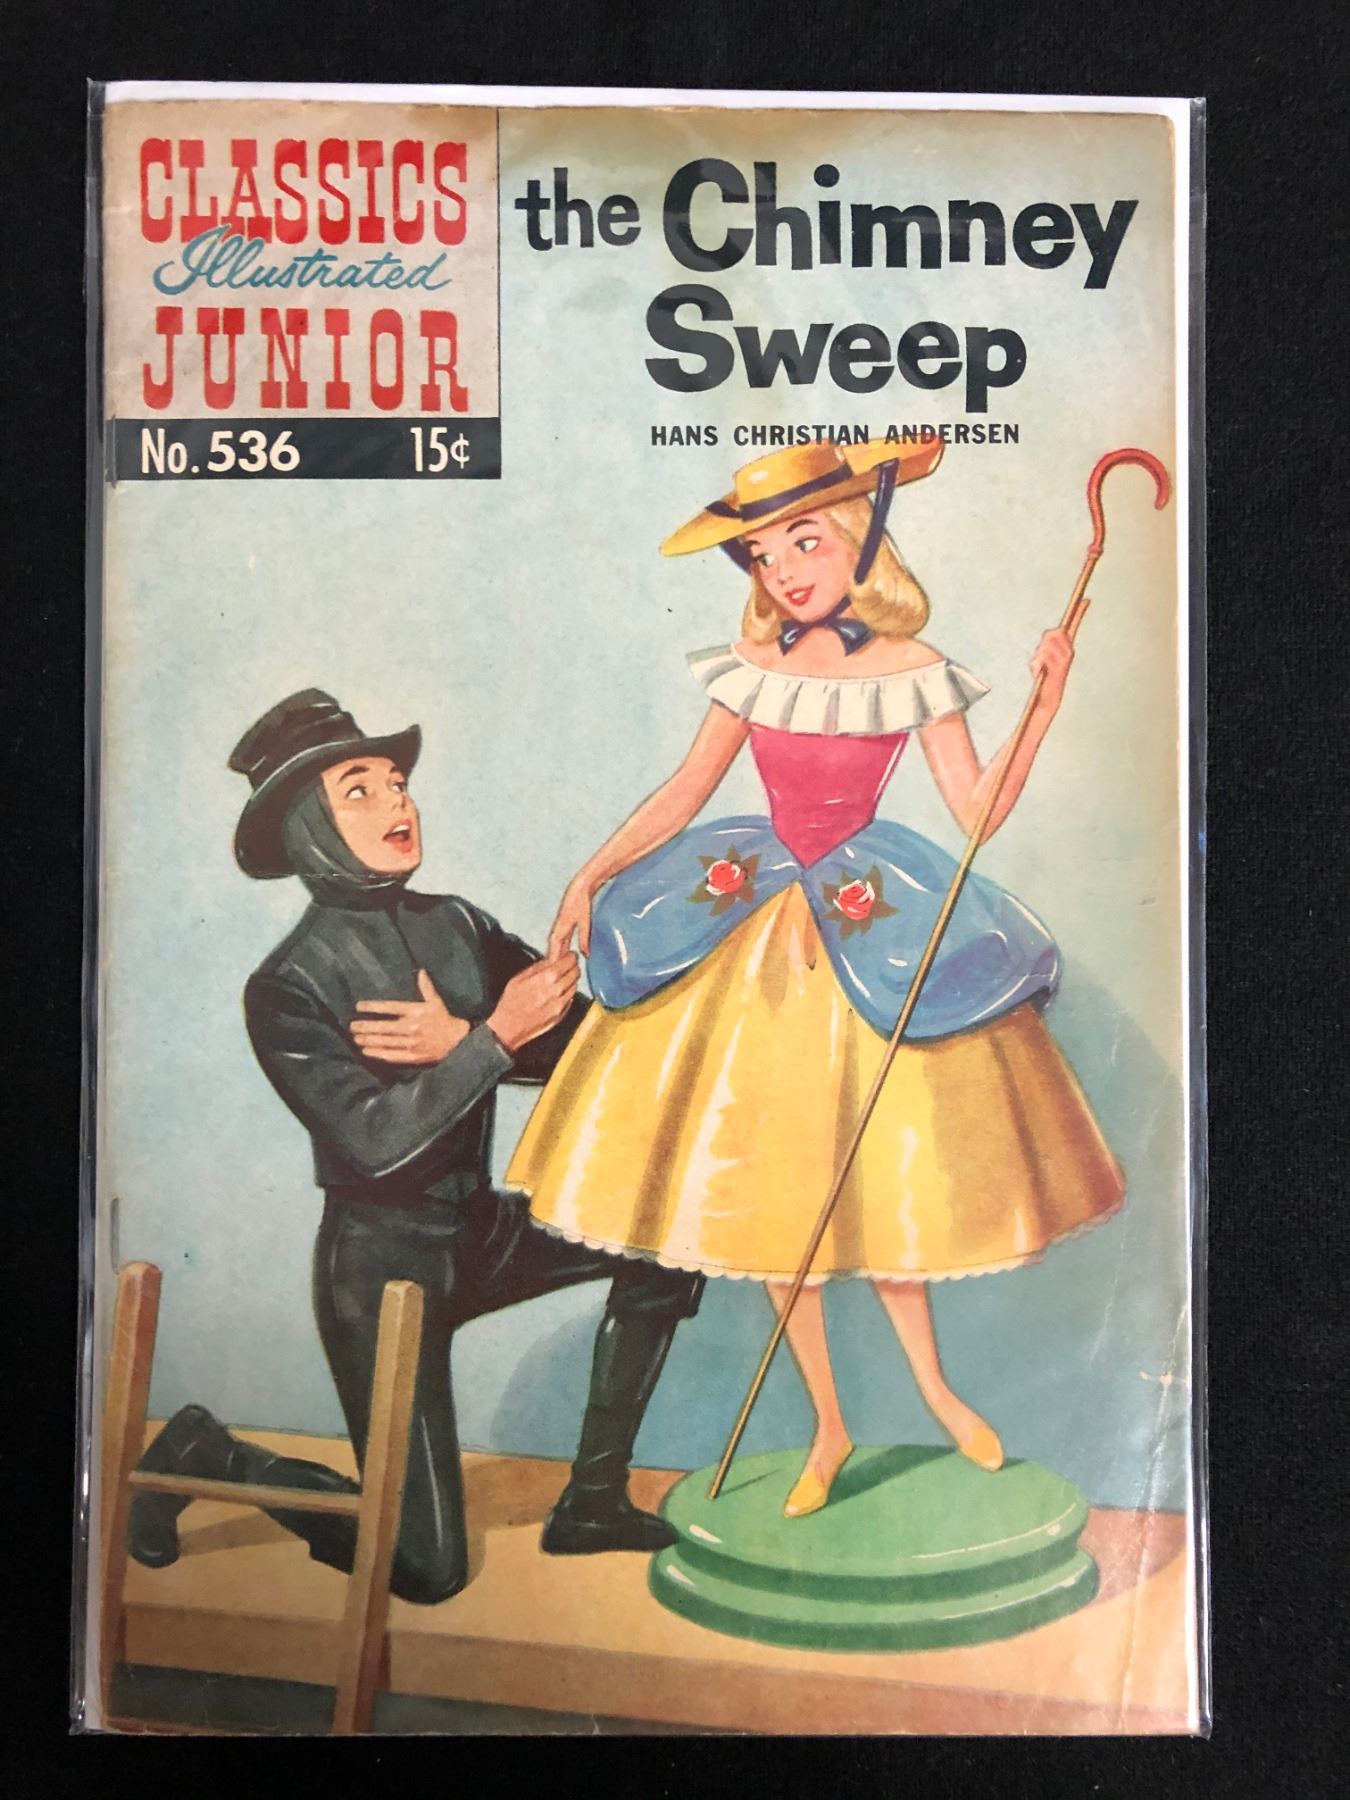 CLASSICS
Illustrated
JUNIOR
No. 536 15¢
the Chimney
Sweep
HANS CHRISTIAN ANDERSEN